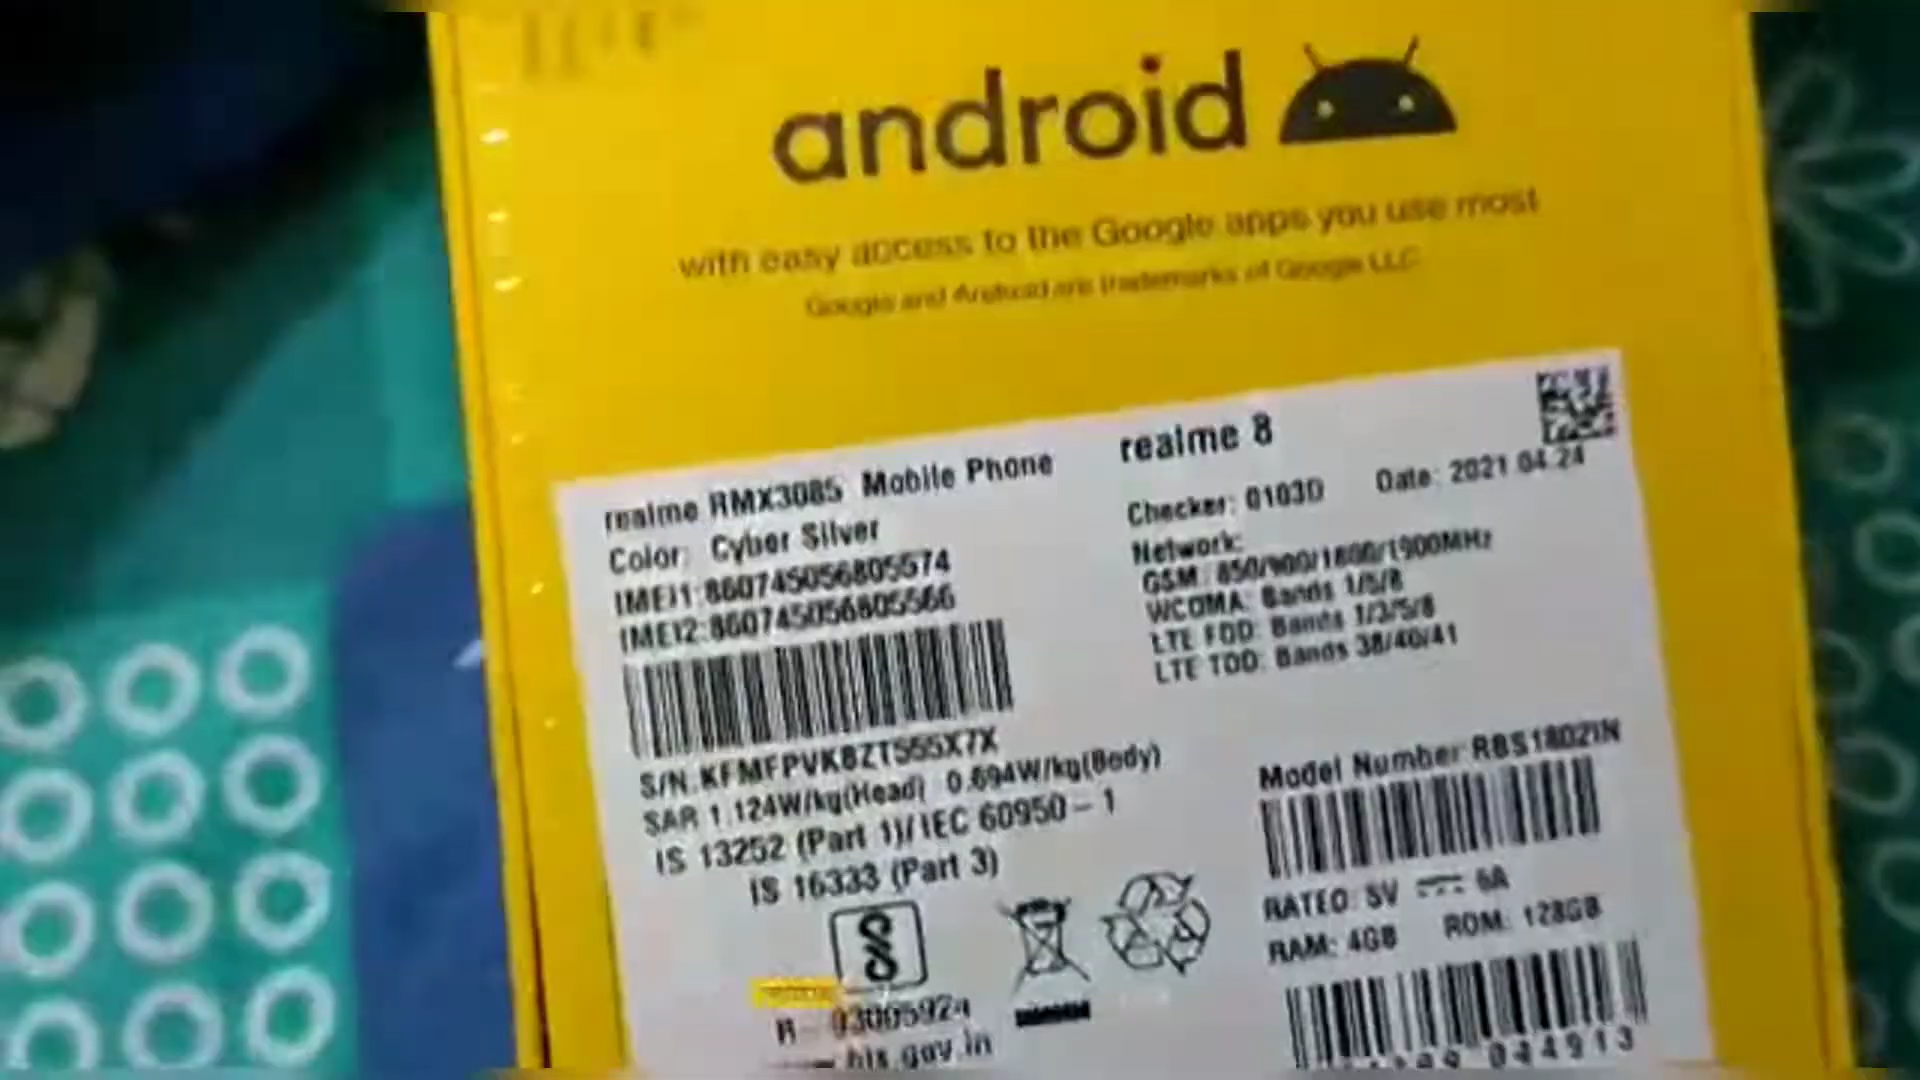 android
with easy access to the Google apps you use most
Google and Android are trademarks of Google LLC
realme RMX3085 Mobile Phone
realme 8
Color: Cyber Silver
Checker: 0103D
Date: 2021.04.24
IMEI1:860745056805574
IMEI2:860745056805566
Network:
GSM: 850/900/1800/1900MHz
WCDMA: Bands 1/5/8
LTE FDD: Bands 1/3/5/8
LTE TDD: Bands 38/40/41
S/N:KFMFPVK8ZT555X7X
SAR 1.124W/kg(Head) 0.694W/kg(Body)
IS 13252 (Part 1)/IEC 60950-1
IS 16333 (Part 3)
Model Number:RBS1802IN
RATED: 5V 6A
RAM: 4GB ROM: 128GB
bis.gov.in
044913